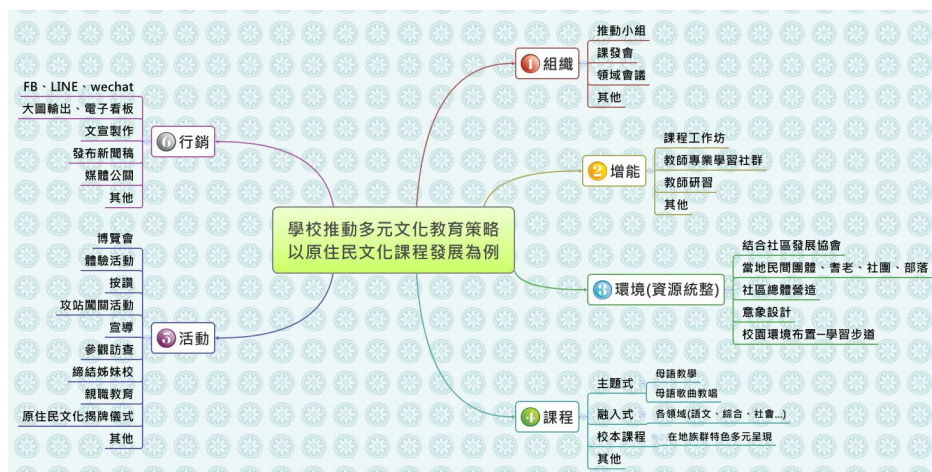 學校推動多元文化教育策略
以原住民文化課程發展為例
1 組織
推動小組
課發會
領域會議
其他
2 增能
課程工作坊
教師專業學習社群
教師研習
其他
3 環境(資源統整)
結合社區發展協會
當地民間團體、耆老、社團、部落
社區總體營造
意象設計
校園環境布置─學習步道
4 課程
主題式
母語教學
母語歌曲教唱
融入式
各領域(語文、綜合、社會...)
校本課程
在地族群特色多元呈現
其他
5 活動
博覽會
體驗活動
按讚
攻站闖關活動
宣導
參觀訪查
締結姊妹校
親職教育
原住民文化揭牌儀式
其他
6 行銷
FB、LINE、wechat
大圖輸出、電子看板
文宣製作
發布新聞稿
媒體公關
其他